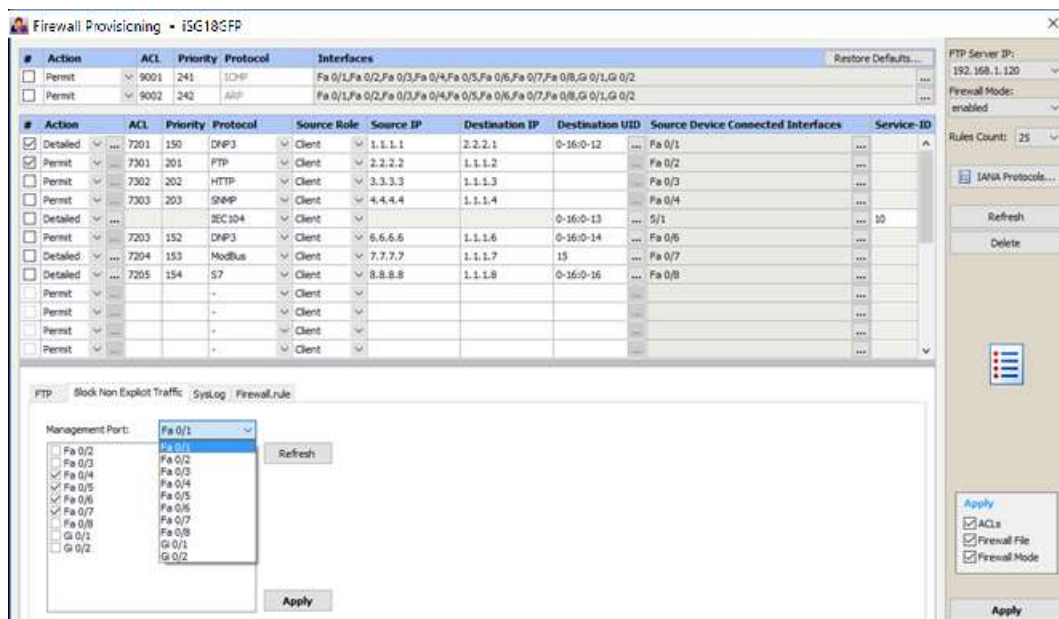 Firewall Provisioning - iSG18GFP
# Action ACL Priority Protocol Interfaces Restore Defaults...
Permit 9001 241 ICMP Fa 0/1,Fa 0/2,Fa 0/3,Fa 0/4,Fa 0/5,Fa 0/6,Fa 0/7,Fa 0/8,Gi 0/1,Gi 0/2 ...
Permit 9002 242 ARP Fa 0/1,Fa 0/2,Fa 0/3,Fa 0/4,Fa 0/5,Fa 0/6,Fa 0/7,Fa 0/8,Gi 0/1,Gi 0/2 ...
# Action ACL Priority Protocol Source Role Source IP Destination IP Destination UID Source Device Connected Interfaces Service-ID
Detailed ... 7201 150 DNP3 Client 1.1.1.1 2.2.2.1 0-16:0-12 ... Fa 0/1 ...
Permit ... 7301 201 FTP Client 2.2.2.2 1.1.1.2 ... Fa 0/2 ...
Permit ... 7302 202 HTTP Client 3.3.3.3 1.1.1.3 ... Fa 0/3 ...
Permit ... 7303 203 SNMP Client 4.4.4.4 1.1.1.4 ... Fa 0/4 ...
Detailed ... IEC104 Client 0-16:0-13 ... S/1 ... 10
Permit ... 7203 152 DNP3 Client 6.6.6.6 1.1.1.6 0-16:0-14 ... Fa 0/6 ...
Detailed ... 7204 153 ModBus Client 7.7.7.7 1.1.1.7 15 ... Fa 0/7 ...
Detailed ... 7205 154 S7 Client 8.8.8.8 1.1.1.8 0-16:0-16 ... Fa 0/8 ...
Permit ... - Client ... ...
Permit ... - Client ... ...
Permit ... - Client ... ...
Permit ... - Client ... ...
FTP Block Non Explicit Traffic SysLog Firewall.rule
Management Port: Fa 0/1
Fa 0/2
Fa 0/3
Fa 0/4
Fa 0/5
Fa 0/6
Fa 0/7
Fa 0/8
Gi 0/1
Gi 0/2
Fa 0/1
Fa 0/2
Fa 0/3
Fa 0/4
Fa 0/5
Fa 0/6
Fa 0/7
Fa 0/8
Gi 0/1
Gi 0/2
Refresh
Apply
FTP Server IP:
192.168.1.120
Firewall Mode:
enabled
Rules Count: 25
IANA Protocols...
Refresh
Delete
Apply
ACLs
Firewall File
Firewall Mode
Apply